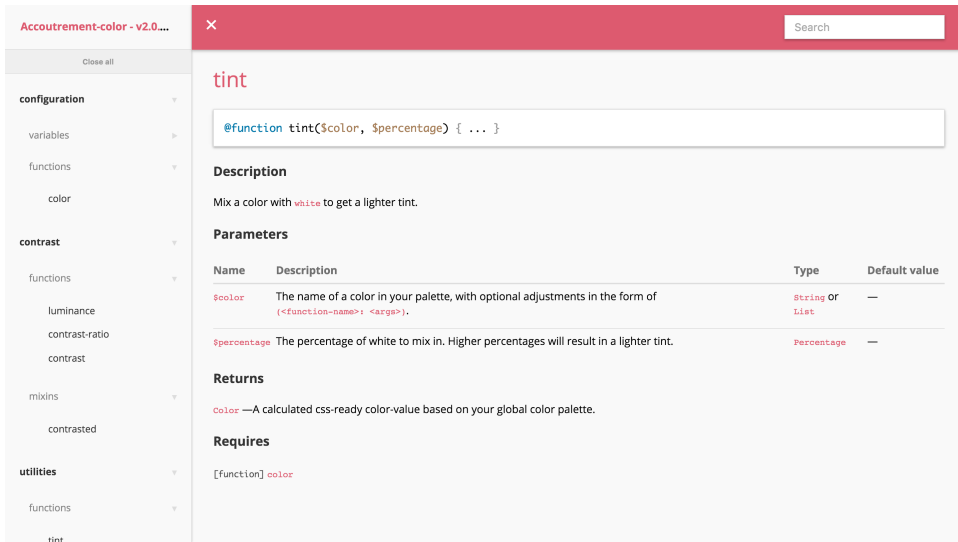 Accoutrement-color - v2.0....
Close all
configuration
variables
functions
color
contrast
functions
luminance
contrast-ratio
contrast
mixins
contrasted
utilities
functions
tint
Search
tint
@function tint($color, $percentage) { ... }
Description
Mix a color with white to get a lighter tint.
Parameters
Name Description Type Default value
$color The name of a color in your palette, with optional adjustments in the form of String or —
(<function-name>: <args>). List
$percentage The percentage of white to mix in. Higher percentages will result in a lighter tint. Percentage —
Returns
Color —A calculated css-ready color-value based on your global color palette.
Requires
[function] color